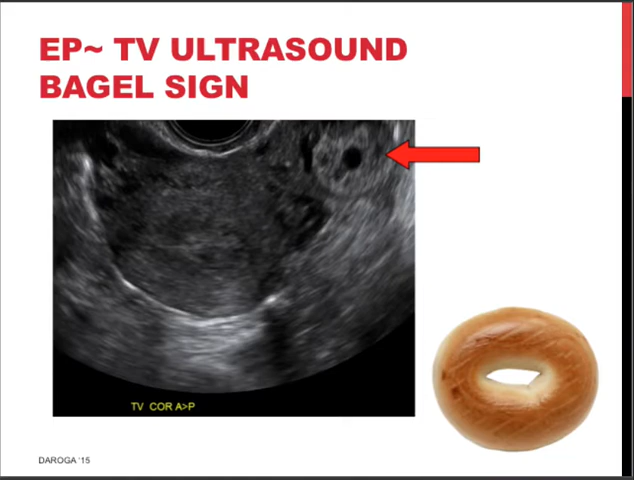 EP~ TV ULTRASOUND
BAGEL SIGN
TV COR A>P
DAROGA '15